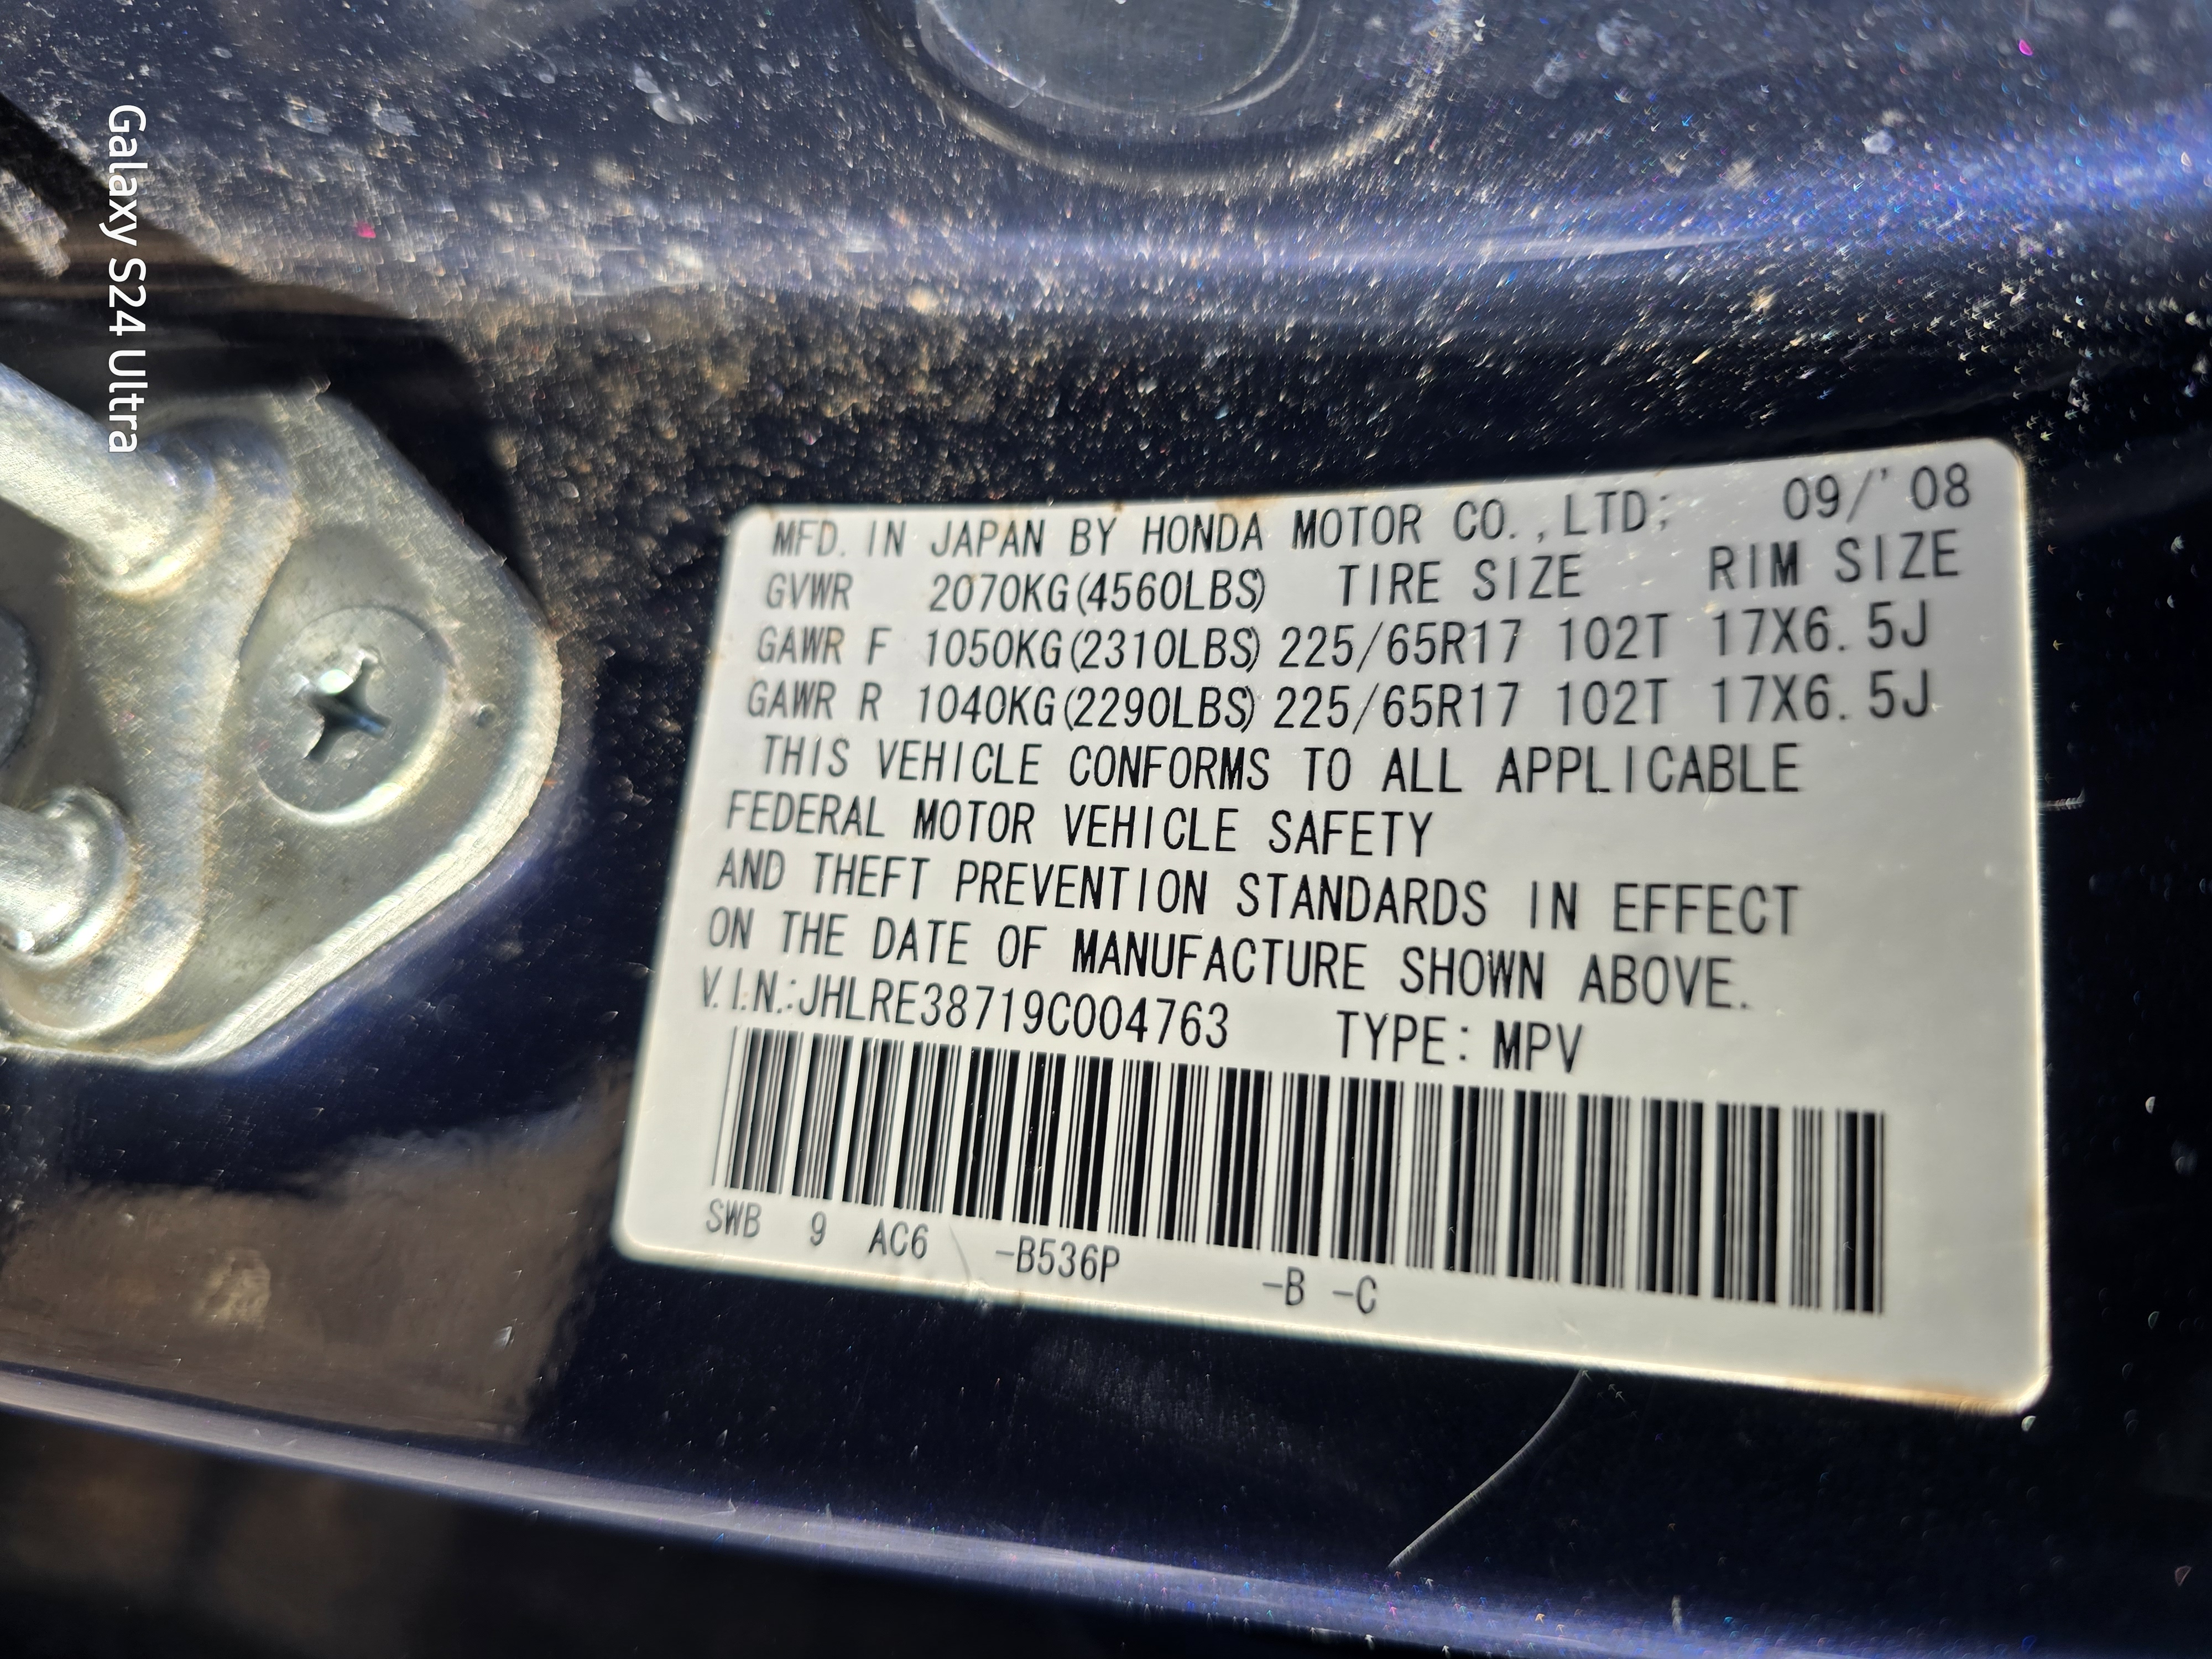 Galaxy S24 Ultra
MFD. IN JAPAN BY HONDA MOTOR CO.,LTD; 09/'08
GVWR 2070KG(4560LBS) TIRE SIZE RIM SIZE
GAWR F 1050KG(2310LBS) 225/65R17 102T 17X6.5J
GAWR R 1040KG(2290LBS) 225/65R17 102T 17X6.5J
THIS VEHICLE CONFORMS TO ALL APPLICABLE
FEDERAL MOTOR VEHICLE SAFETY
AND THEFT PREVENTION STANDARDS IN EFFECT
ON THE DATE OF MANUFACTURE SHOWN ABOVE.
V.I.N.:JHLRE38719C004763 TYPE: MPV
SWB 9 AC6 -B536P -B -C